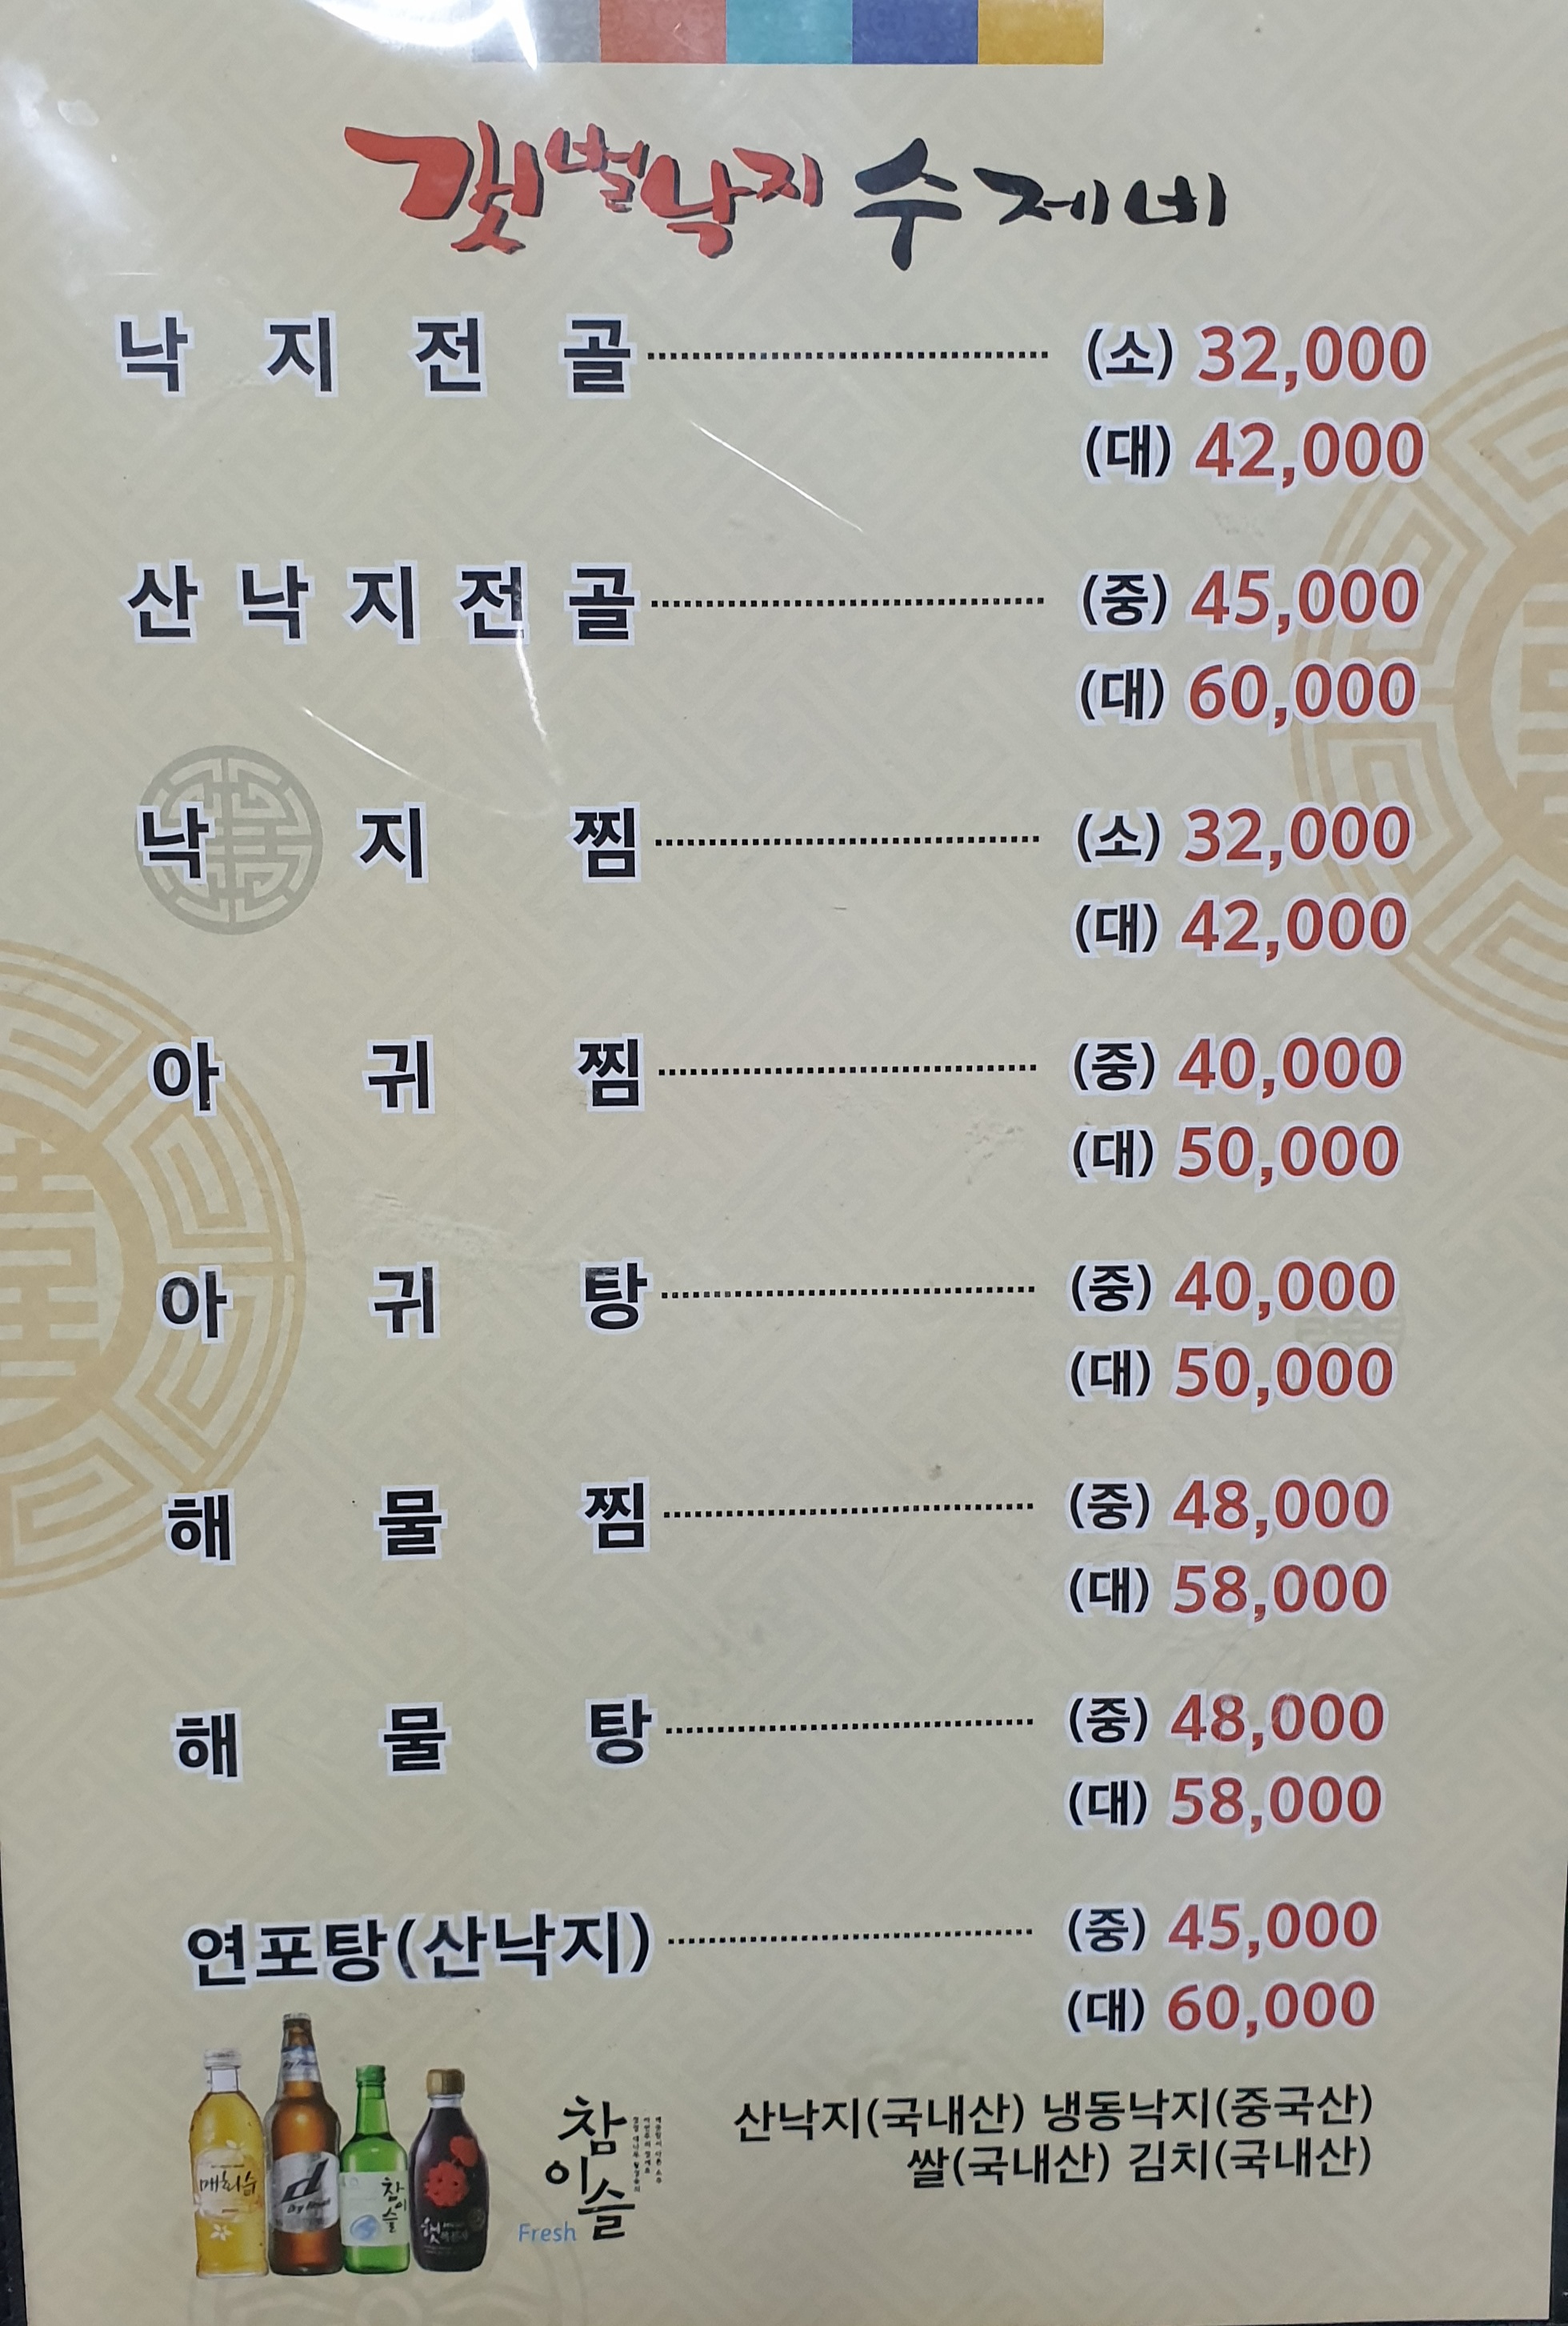 갯벌낙지 수제비
낙지전골 (소) 32,000
(대) 42,000
산낙지전골 (중) 45,000
(대) 60,000
낙지찜 (소) 32,000
(대) 42,000
아귀찜 (중) 40,000
(대) 50,000
아귀탕 (중) 40,000
(대) 50,000
해물찜 (중) 48,000
(대) 58,000
해물탕 (중) 48,000
(대) 58,000
연포탕(산낙지) (중) 45,000
(대) 60,000
산낙지(국내산) 냉동낙지(중국산)
쌀(국내산) 김치(국내산)
매화수
d
참이슬
참이슬
Fresh